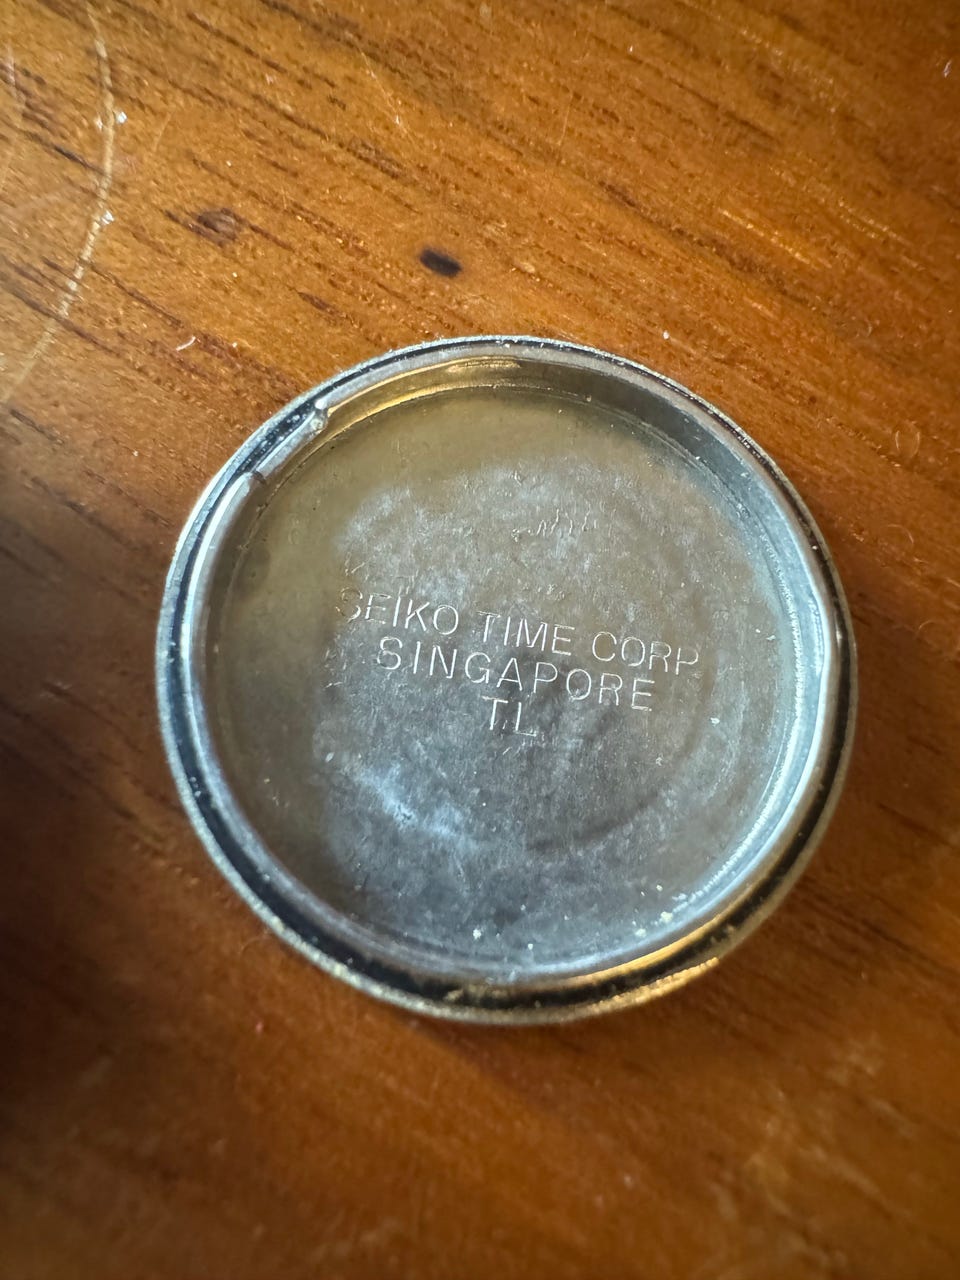 SEIKO TIME CORP.
SINGAPORE
T.L